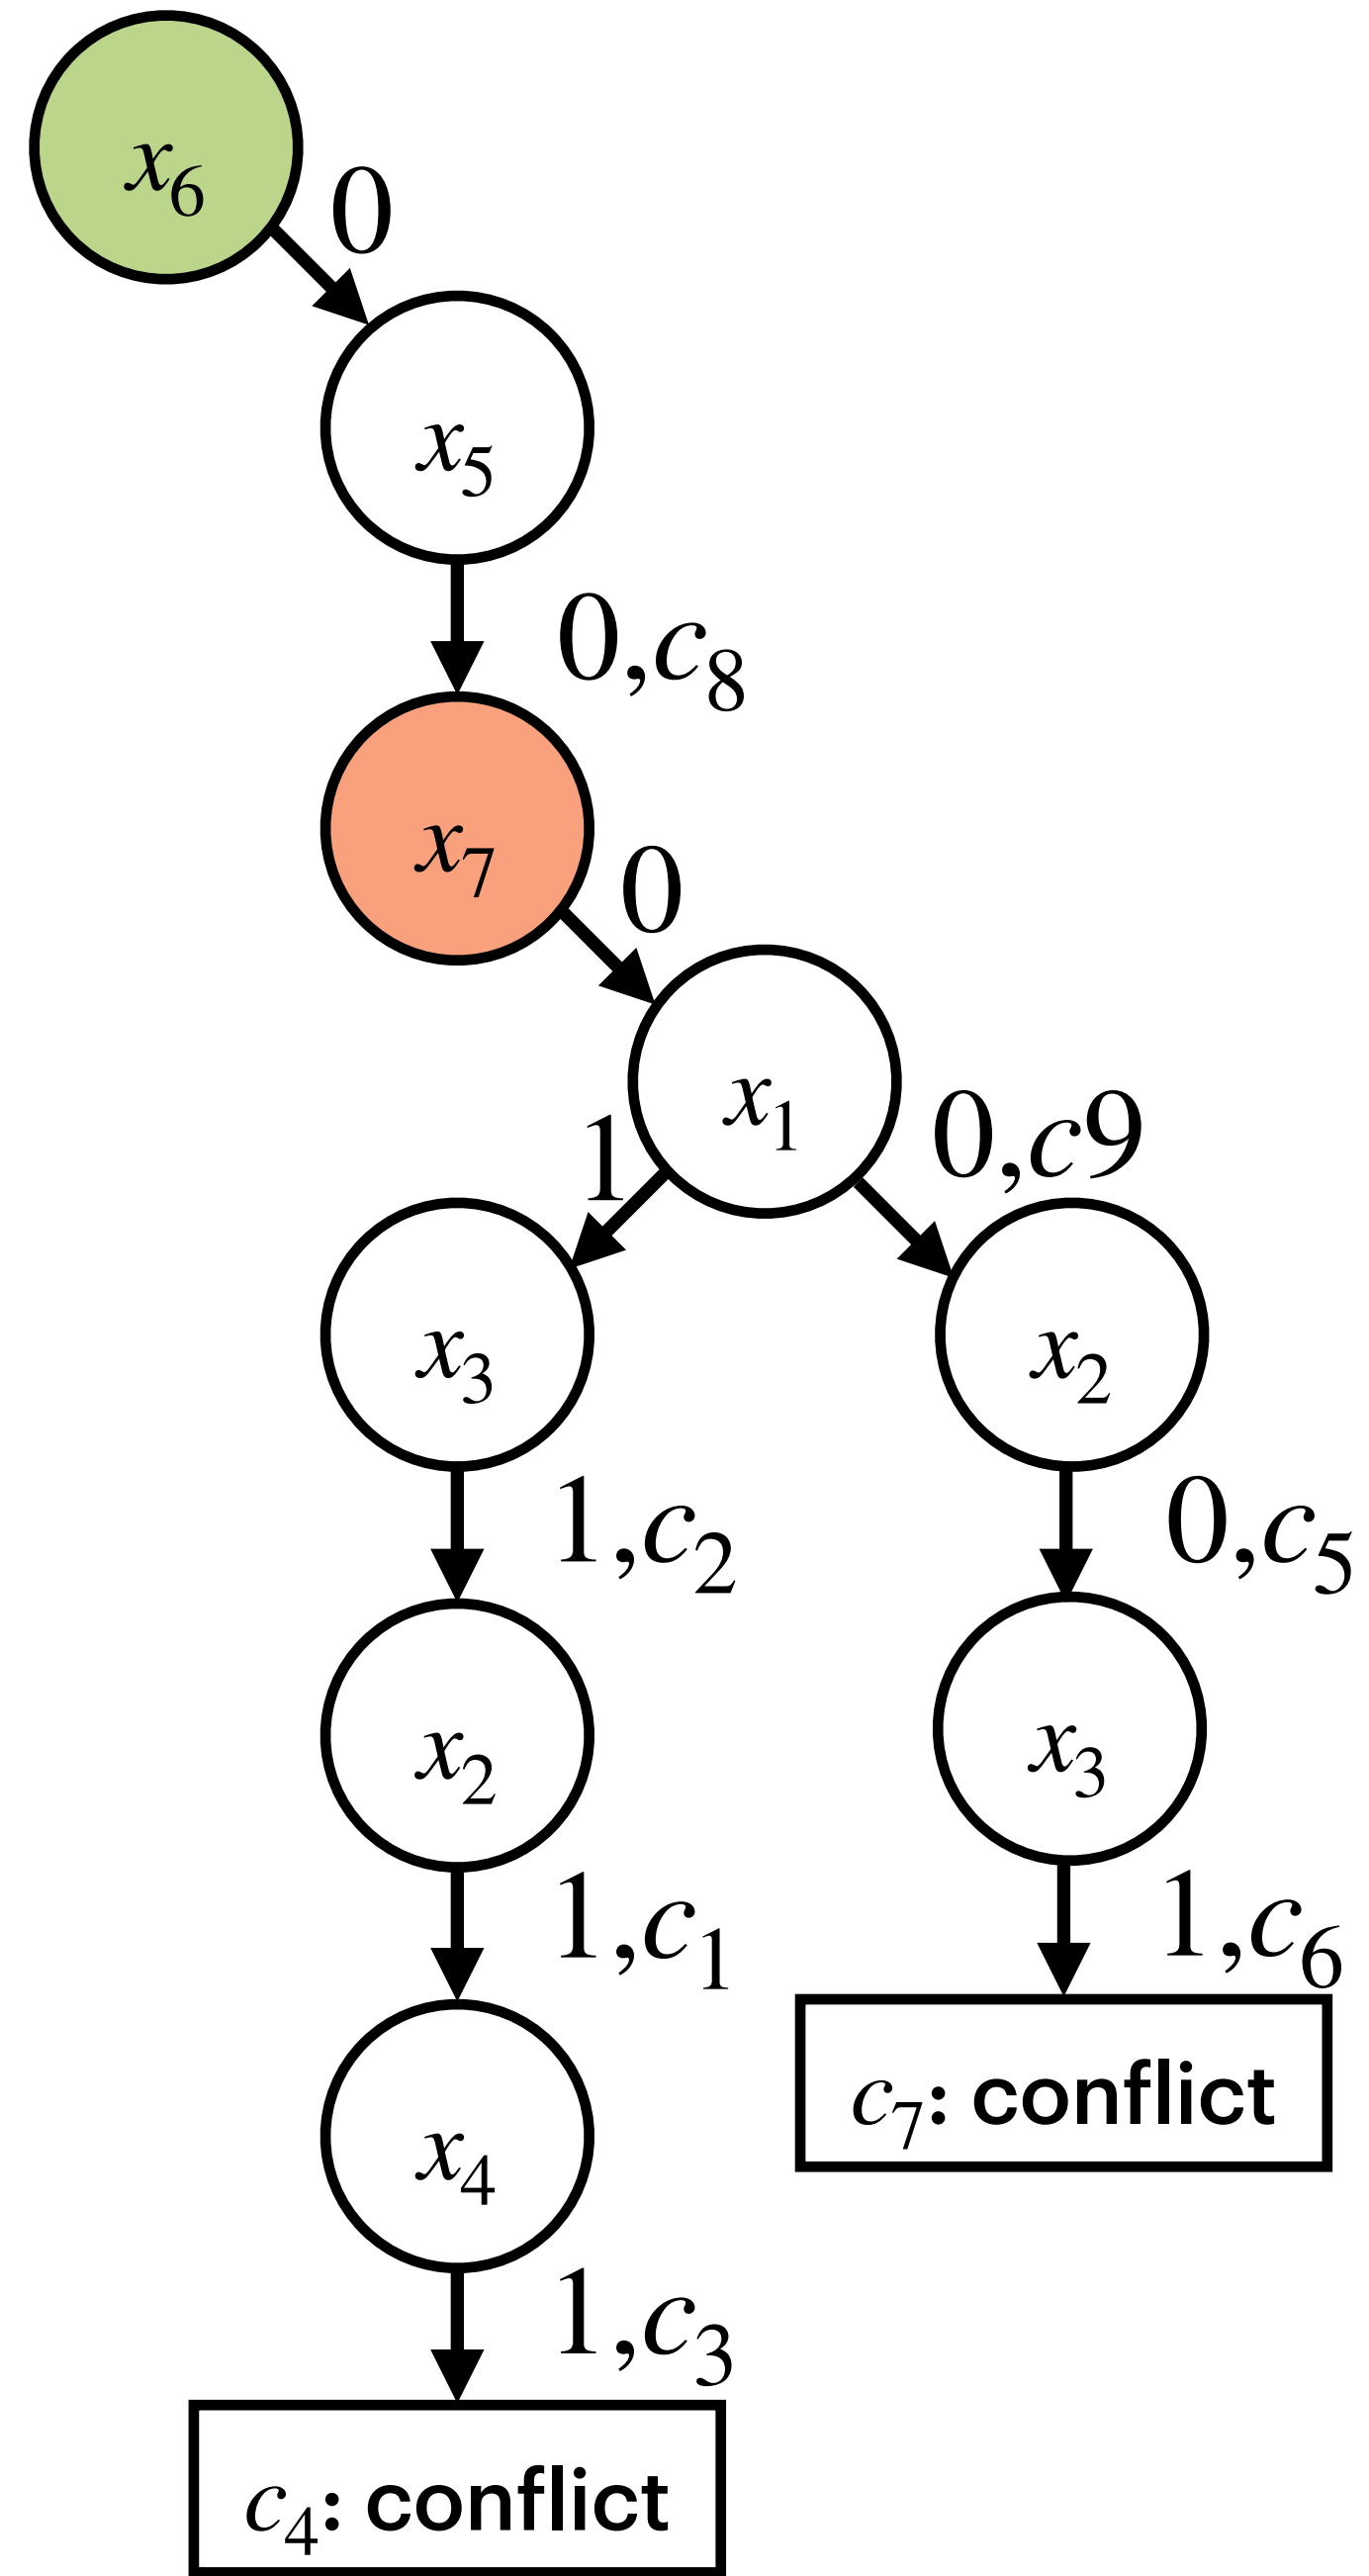 x₆
0
x₅
0,c₈
x₇
0
x₁
1
0,c9
x₃
x₂
1,c₂
0,c₅
x₂
x₃
1,c₁
1,c₆
x₄
c₇: conflict
1,c₃
c₄: conflict